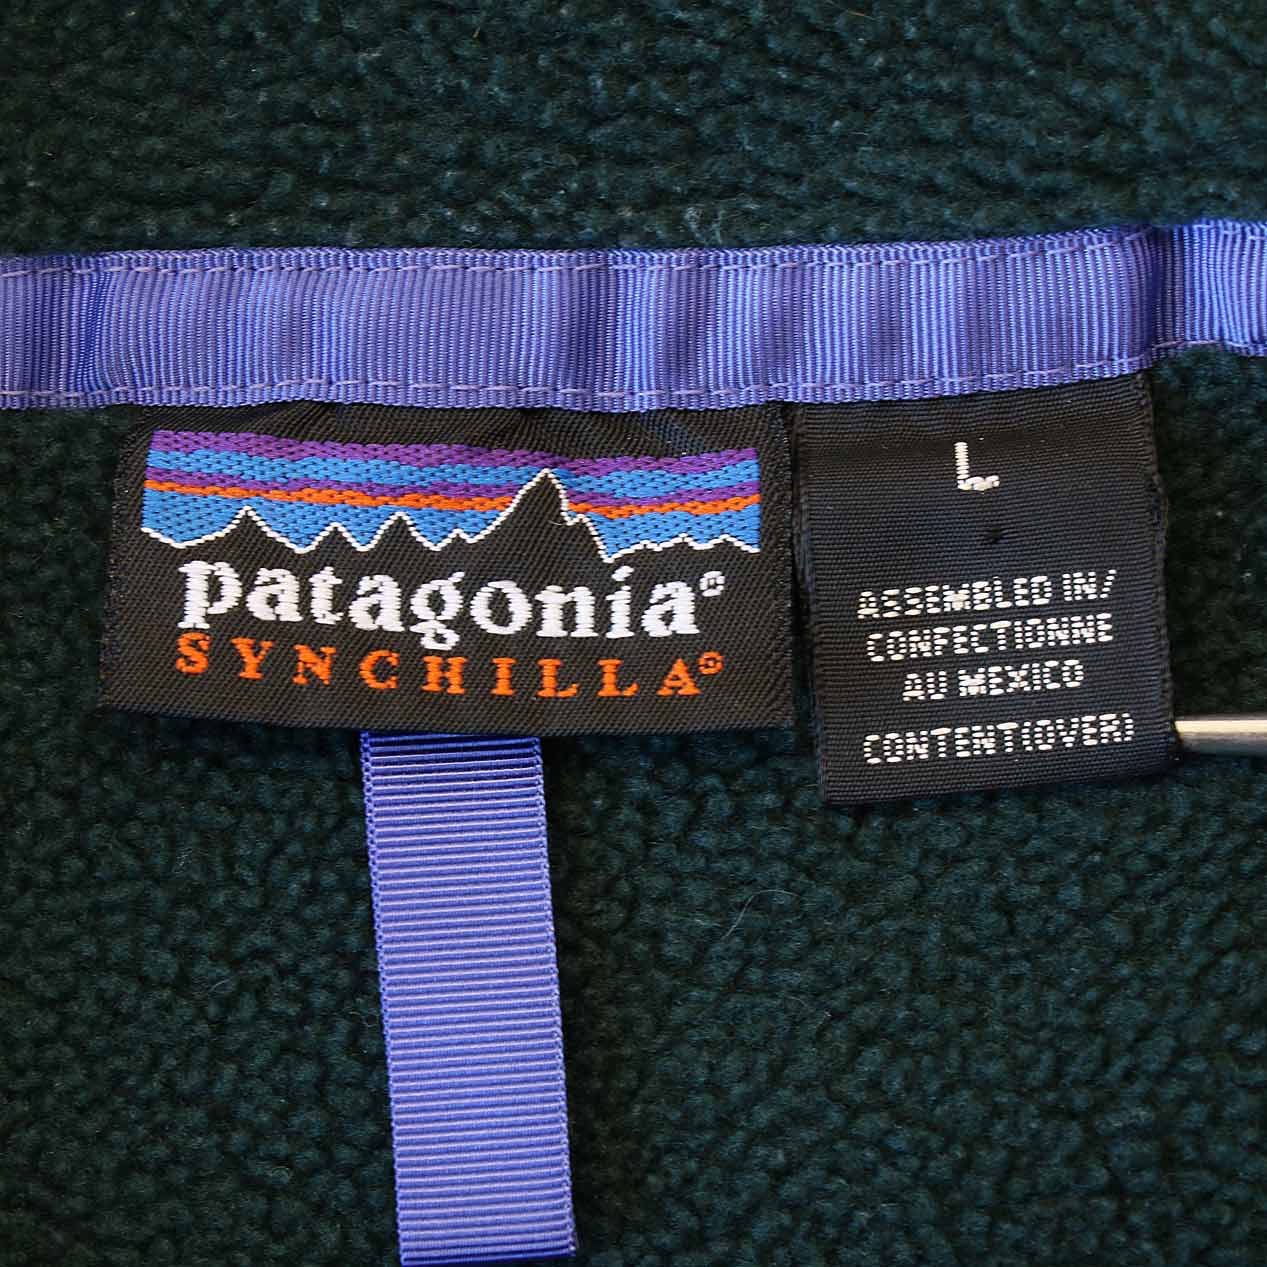 patagonia®
SYNCHILLA®
L
ASSEMBLED IN/
CONFECTIONNE
AU MEXICO
CONTENT(OVER)